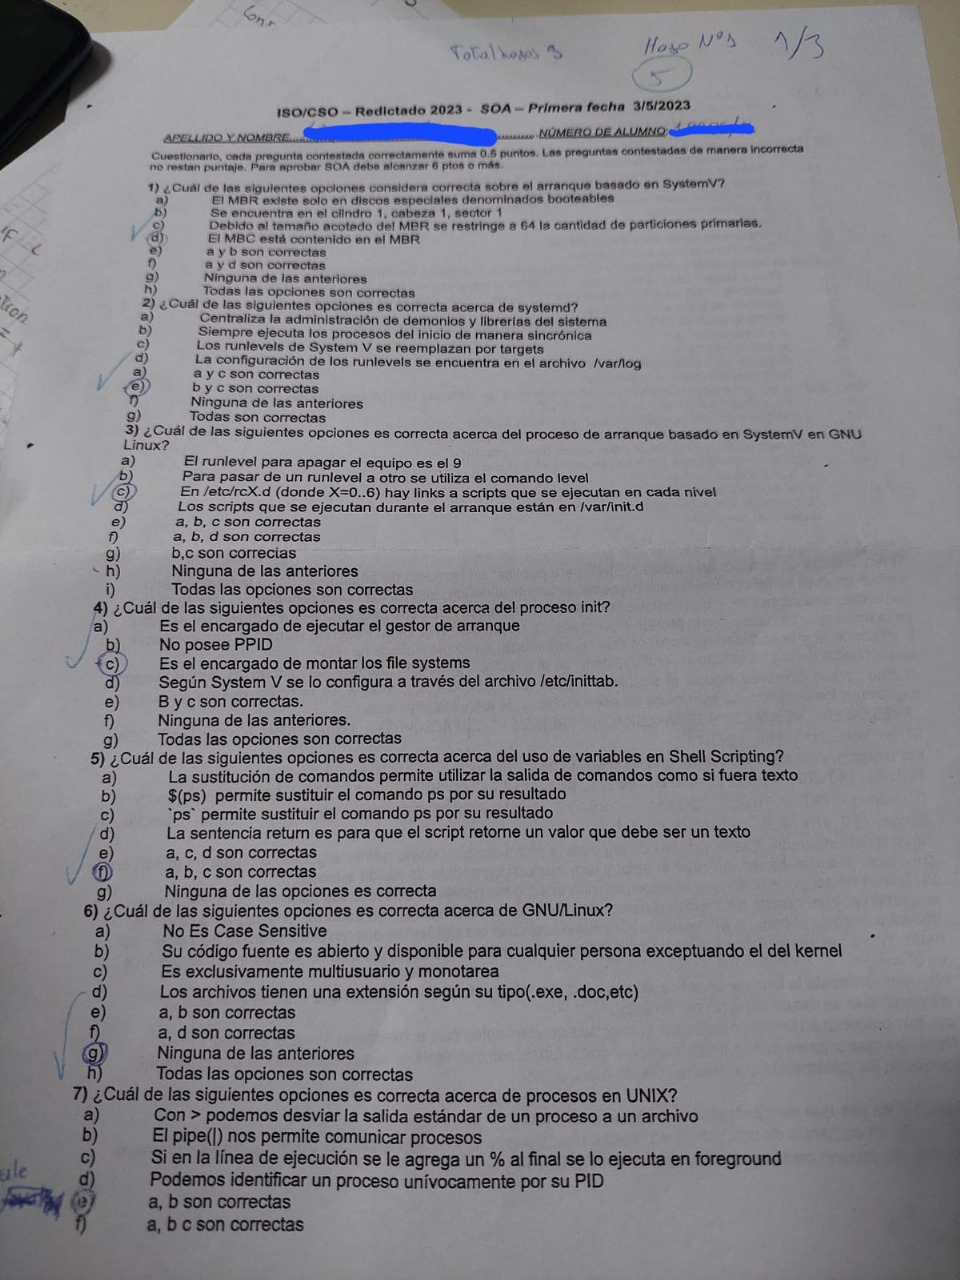 Total hojas 3
Hoja Nº1 1/3
5
ISO/CSO – Redictado 2023 - SOA – Primera fecha 3/5/2023
APELLIDO Y NOMBRE NÚMERO DE ALUMNO:
Cuestionario, cada pregunta contestada correctamente suma 0.5 puntos. Las preguntas contestadas de manera incorrecta
no restan puntaje. Para aprobar SOA debe alcanzar 6 ptos o más.
1) ¿Cuál de las siguientes opciones considera correcta sobre el arranque basado en SystemV?
a) El MBR existe solo en discos especiales denominados booteables
b) Se encuentra en el cilindro 1, cabeza 1, sector 1
c) Debido al tamaño acotado del MBR se restringe a 64 la cantidad de particiones primarias.
d) El MBC está contenido en el MBR
e) a y b son correctas
f) a y d son correctas
g) Ninguna de las anteriores
h) Todas las opciones son correctas
2) ¿Cuál de las siguientes opciones es correcta acerca de systemd?
a) Centraliza la administración de demonios y librerías del sistema
b) Siempre ejecuta los procesos del inicio de manera sincrónica
c) Los runlevels de System V se reemplazan por targets
d) La configuración de los runlevels se encuentra en el archivo /var/log
a) a y c son correctas
e) b y c son correctas
f) Ninguna de las anteriores
g) Todas son correctas
3) ¿Cuál de las siguientes opciones es correcta acerca del proceso de arranque basado en SystemV en GNU
Linux?
a) El runlevel para apagar el equipo es el 9
b) Para pasar de un runlevel a otro se utiliza el comando level
c) En /etc/rcX.d (donde X=0..6) hay links a scripts que se ejecutan en cada nivel
d) Los scripts que se ejecutan durante el arranque están en /var/init.d
e) a, b, c son correctas
f) a, b, d son correctas
g) b,c son correctas
h) Ninguna de las anteriores
i) Todas las opciones son correctas
4) ¿Cuál de las siguientes opciones es correcta acerca del proceso init?
a) Es el encargado de ejecutar el gestor de arranque
b) No posee PPID
c) Es el encargado de montar los file systems
d) Según System V se lo configura a través del archivo /etc/inittab.
e) B y c son correctas.
f) Ninguna de las anteriores.
g) Todas las opciones son correctas
5) ¿Cuál de las siguientes opciones es correcta acerca del uso de variables en Shell Scripting?
a) La sustitución de comandos permite utilizar la salida de comandos como si fuera texto
b) $(ps) permite sustituir el comando ps por su resultado
c) `ps` permite sustituir el comando ps por su resultado
d) La sentencia return es para que el script retorne un valor que debe ser un texto
e) a, c, d son correctas
f) a, b, c son correctas
g) Ninguna de las opciones es correcta
6) ¿Cuál de las siguientes opciones es correcta acerca de GNU/Linux?
a) No Es Case Sensitive
b) Su código fuente es abierto y disponible para cualquier persona exceptuando el del kernel
c) Es exclusivamente multiusuario y monotarea
d) Los archivos tienen una extensión según su tipo(.exe, .doc,etc)
e) a, b son correctas
f) a, d son correctas
g) Ninguna de las anteriores
h) Todas las opciones son correctas
7) ¿Cuál de las siguientes opciones es correcta acerca de procesos en UNIX?
a) Con > podemos desviar la salida estándar de un proceso a un archivo
b) El pipe(|) nos permite comunicar procesos
c) Si en la línea de ejecución se le agrega un % al final se lo ejecuta en foreground
d) Podemos identificar un proceso unívocamente por su PID
e) a, b son correctas
f) a, b c son correctas